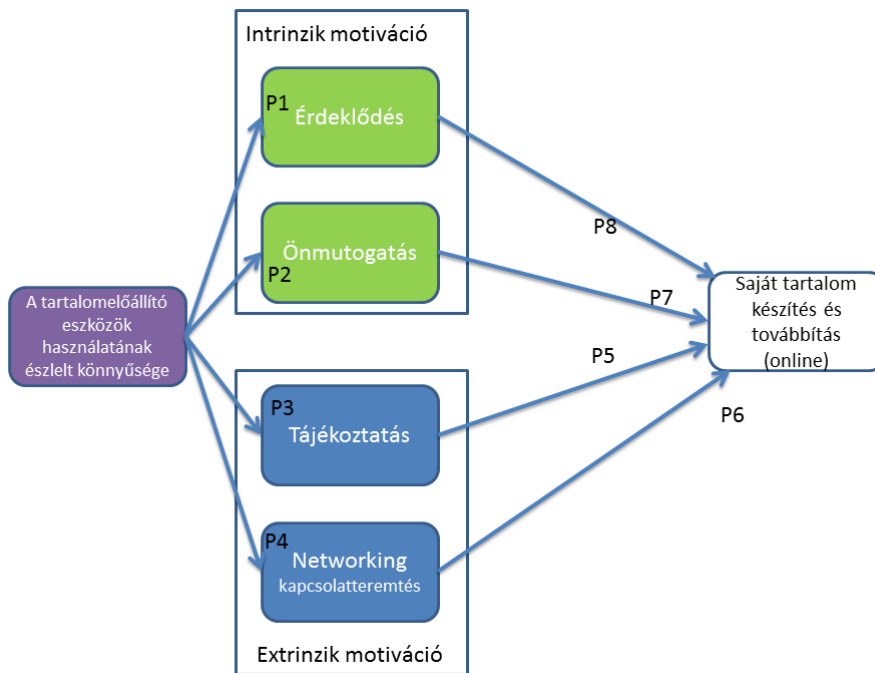 Intrinzik motiváció
P1
Érdeklődés
P8
Önmutogatás
P2
P7
A tartalomelőállító
eszközök
használatának
észlelt könnyűsége
Saját tartalom
készítés és
továbbítás
(online)
P5
P3
Tájékoztatás
P6
P4
Networking
kapcsolatteremtés
Extrinzik motiváció